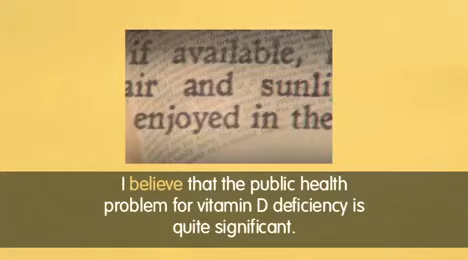 if available,
air and sunli
enjoyed in the
I believe that the public health
problem for vitamin D deficiency is
quite significant.